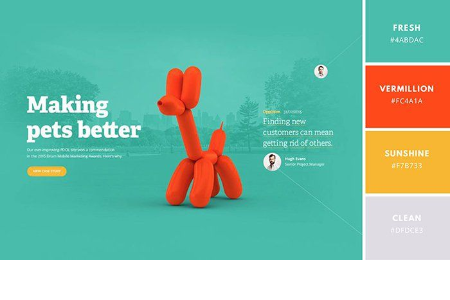 Making
pets better
Finding new
customers can mean
getting rid of others.
Hugh Evans
Senior Project Manager
FRESH
#4ABDAC
VERMILLION
#FC4A1A
SUNSHINE
#F7B733
CLEAN
#DFDCE3